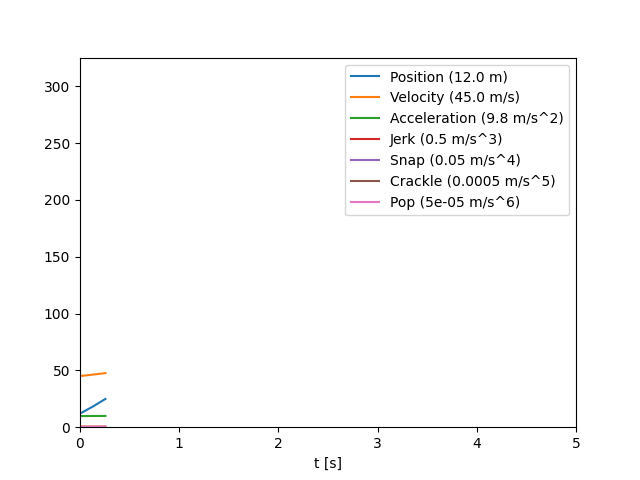 300
250
200
150
100
50
0
0 1 2 3 4 5
t [s]
Position (12.0 m)
Velocity (45.0 m/s)
Acceleration (9.8 m/s^2)
Jerk (0.5 m/s^3)
Snap (0.05 m/s^4)
Crackle (0.0005 m/s^5)
Pop (5e-05 m/s^6)